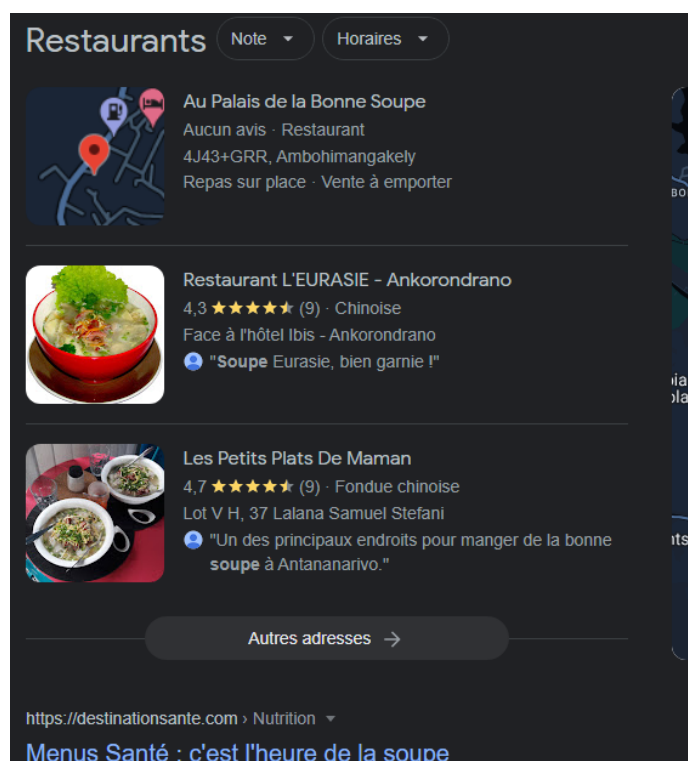 Restaurants Note Horaires
Au Palais de la Bonne Soupe
Aucun avis · Restaurant
4J43+GRR, Ambohimangakely
Repas sur place · Vente à emporter
Restaurant L'EURASIE - Ankorondrano
4,3 ★★★★★ (9) · Chinoise
Face à l'hôtel Ibis - Ankorondrano
"Soupe Eurasie, bien garnie !"
Les Petits Plats De Maman
4,7 ★★★★★ (9) · Fondue chinoise
Lot V H, 37 Lalana Samuel Stefani
"Un des principaux endroits pour manger de la bonne
soupe à Antananarivo."
Autres adresses →
https://destinationsante.com › Nutrition
Menus Santé : c'est l'heure de la soupe